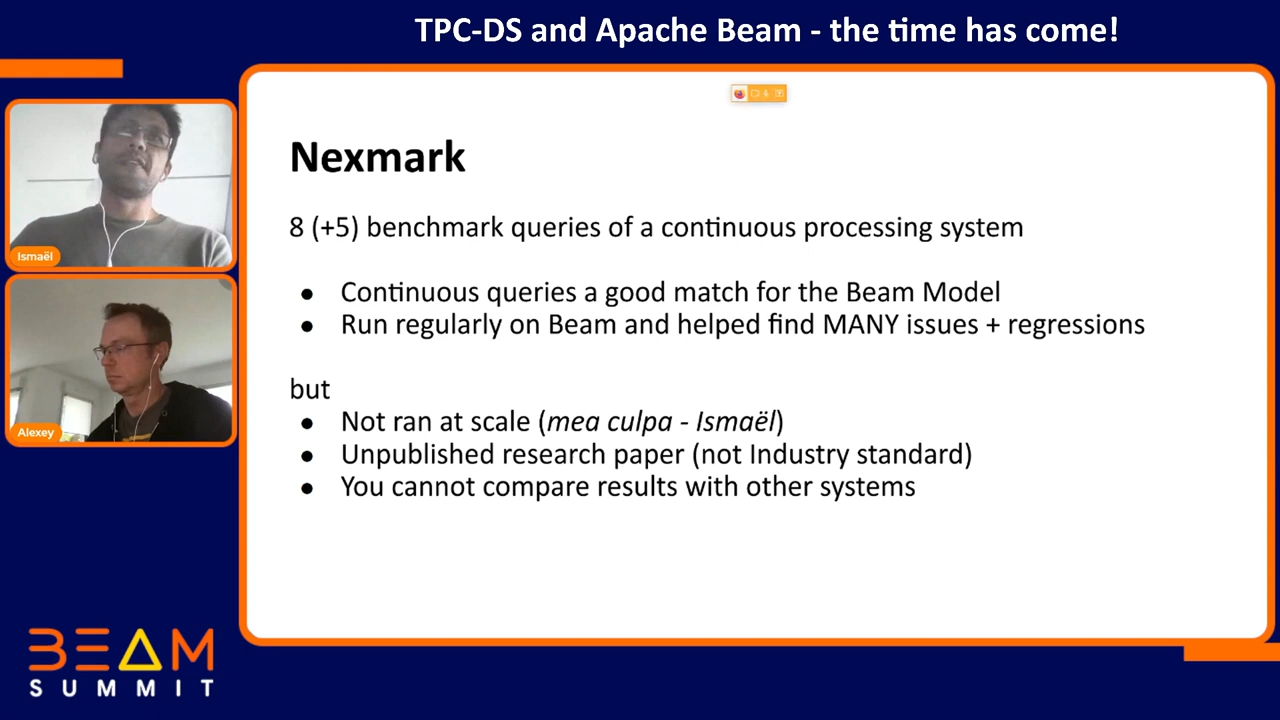 TPC-DS and Apache Beam - the time has come!
Nexmark
8 (+5) benchmark queries of a continuous processing system
● Continuous queries a good match for the Beam Model
● Run regularly on Beam and helped find MANY issues + regressions
but
● Not ran at scale (mea culpa - Ismaël)
● Unpublished research paper (not Industry standard)
● You cannot compare results with other systems
Ismaël
Alexey
BEAM
SUMMIT